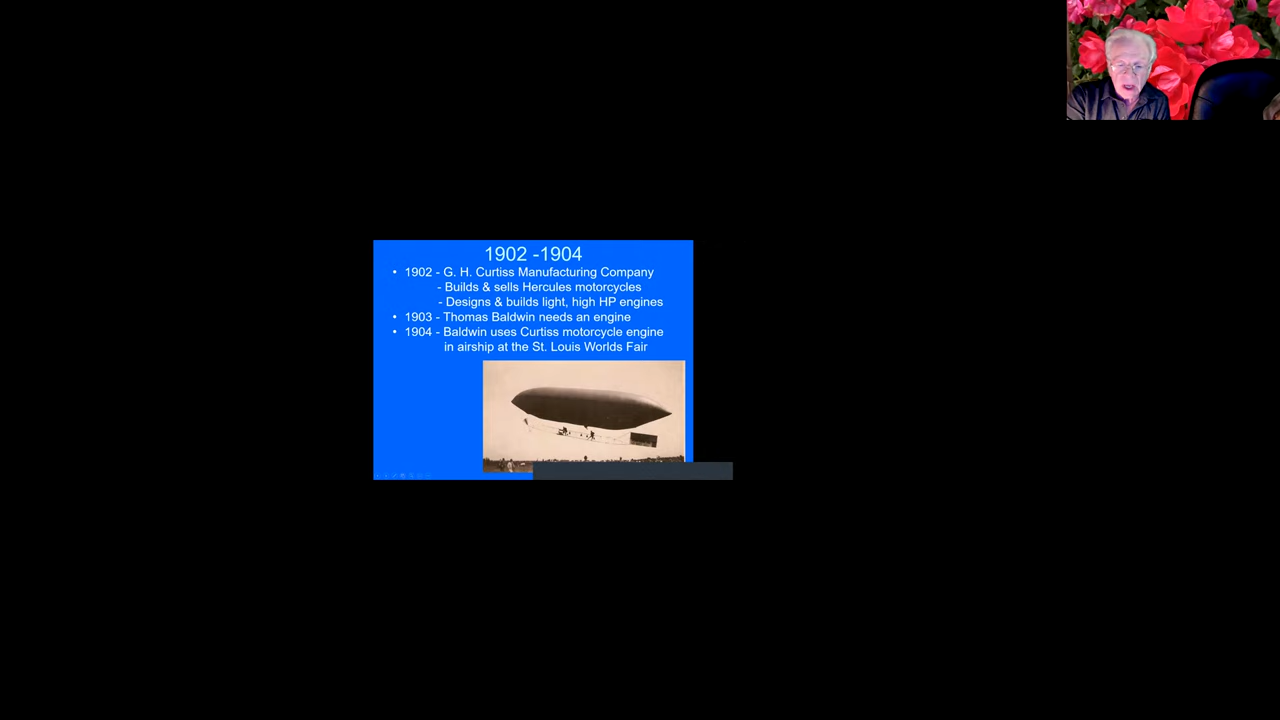 1902 -1904
• 1902 - G. H. Curtiss Manufacturing Company
- Builds & sells Hercules motorcycles
- Designs & builds light, high HP engines
• 1903 - Thomas Baldwin needs an engine
• 1904 - Baldwin uses Curtiss motorcycle engine
in airship at the St. Louis Worlds Fair